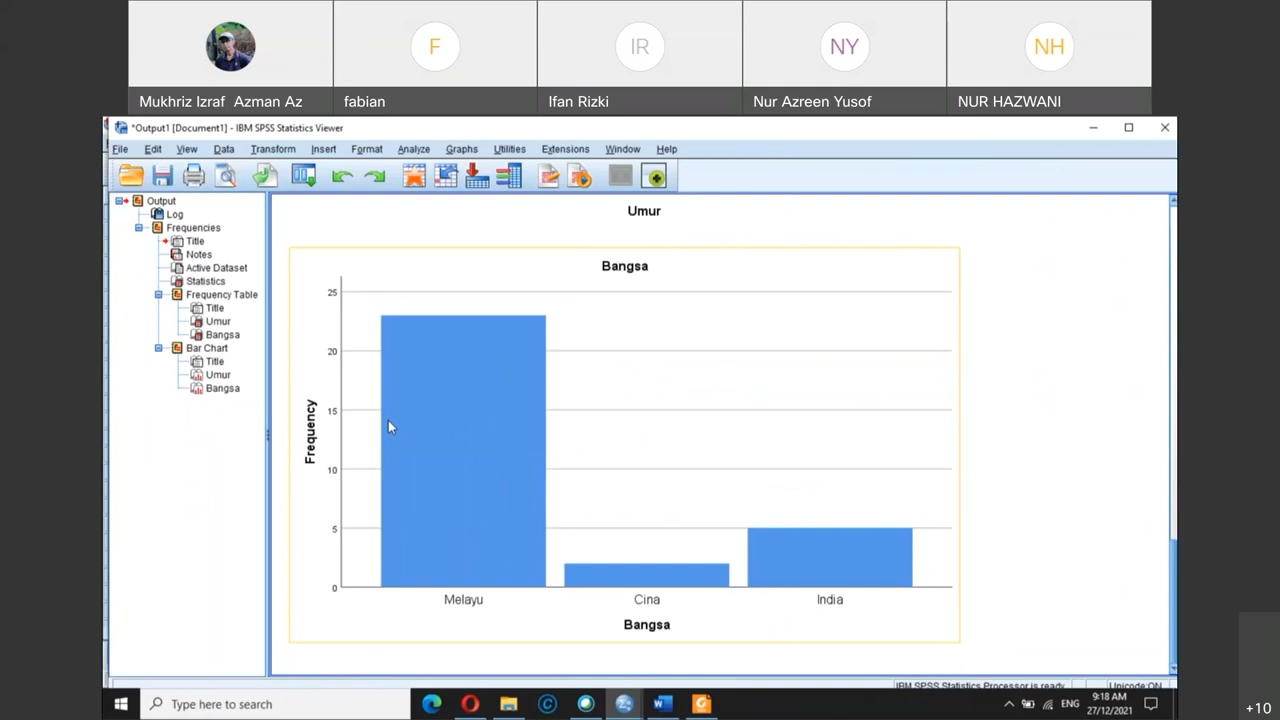 F
IR
NY
NH
Mukhriz Izraf Azman Az
fabian
Ifan Rizki
Nur Azreen Yusof
NUR HAZWANI
*Output1 [Document1] - IBM SPSS Statistics Viewer
File Edit View Data Transform Insert Format Analyze Graphs Utilities Extensions Window Help
Output
Log
Frequencies
Title
Notes
Active Dataset
Statistics
Frequency Table
Title
Umur
Bangsa
Bar Chart
Title
Umur
Bangsa
Umur
Bangsa
25
20
15
10
5
0
Frequency
Melayu
Cina
India
Bangsa
IBM SPSS Statistics Processor is ready
Unicode:ON
Type here to search
ENG
9:18 AM
27/12/2021
+10